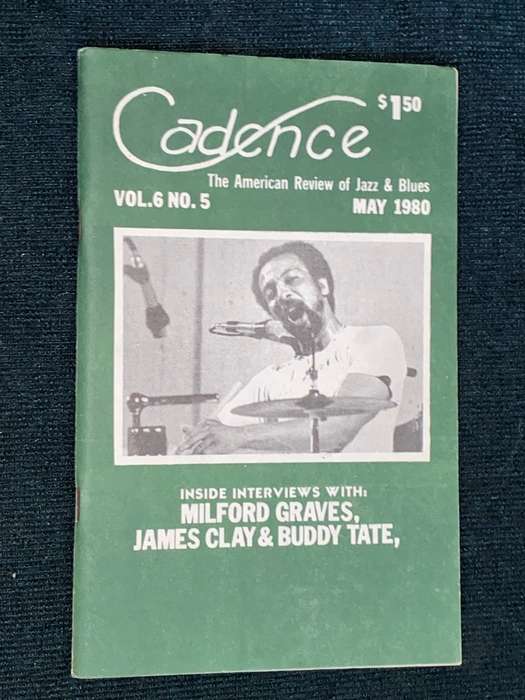 Cadence
$1.50
The American Review of Jazz & Blues
VOL.6 NO. 5
MAY 1980
INSIDE INTERVIEWS WITH:
MILFORD GRAVES,
JAMES CLAY & BUDDY TATE,